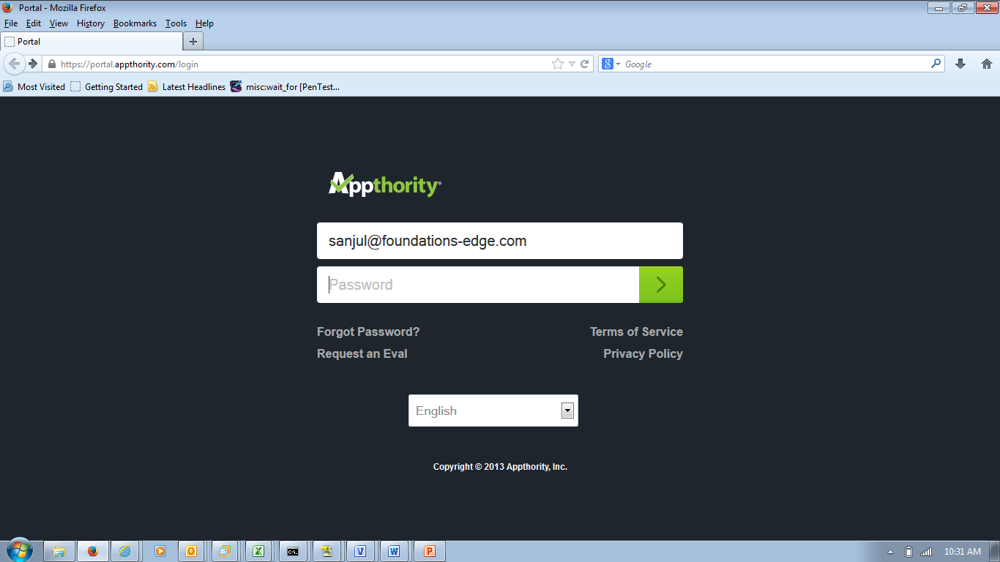 Portal - Mozilla Firefox
File Edit View History Bookmarks Tools Help
Portal
https://portal.appthority.com/login
Google
Most Visited Getting Started Latest Headlines misc:wait_for [PenTest...
Appthority®
sanjul@foundations-edge.com
Password
Forgot Password? Terms of Service
Request an Eval Privacy Policy
English
Copyright © 2013 Appthority, Inc.
10:31 AM